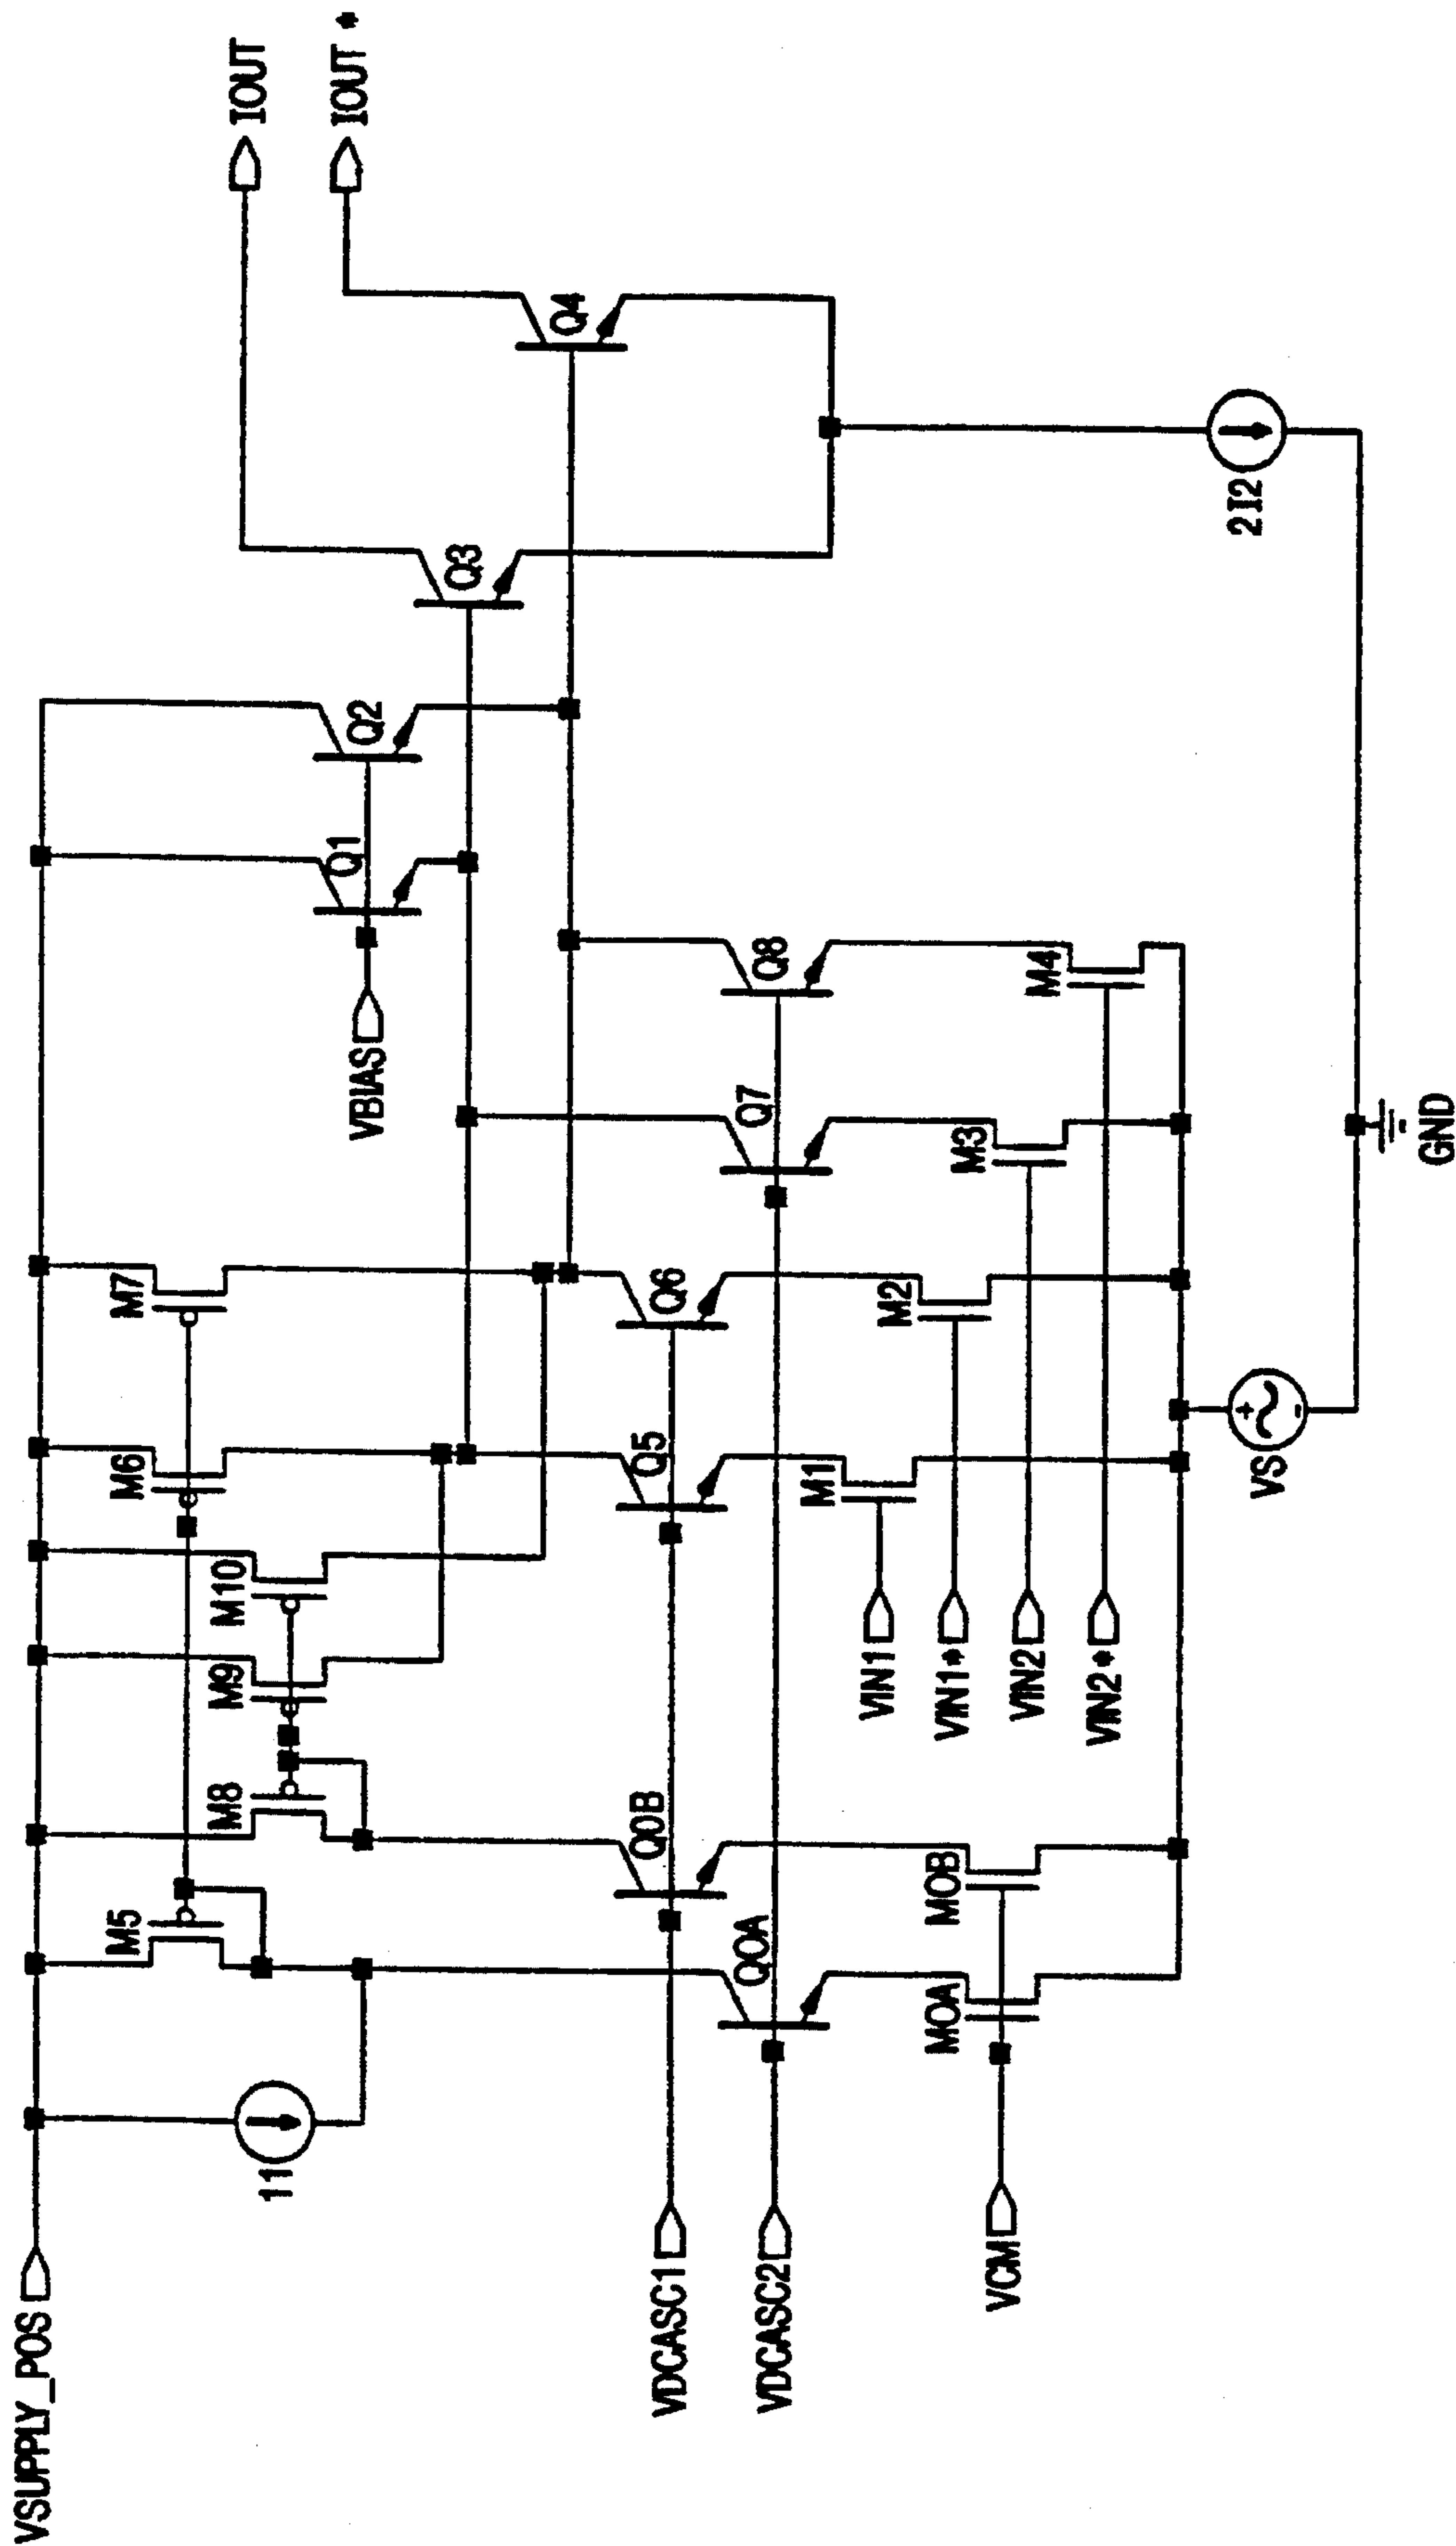 VSUPPLY_POS
11
M5
M8
M9
M10
M6
M7
VBIAS
Q1
Q2
Q3
Q4
IOUT
IOUT*
VDCASC1
VDCASC2
Q0A
Q0B
Q5
Q6
Q7
Q8
VCM
M0A
M0B
VIN1
VIN1*
VIN2
VIN2*
M1
M2
M3
M4
VS
+
-
2I2
GND